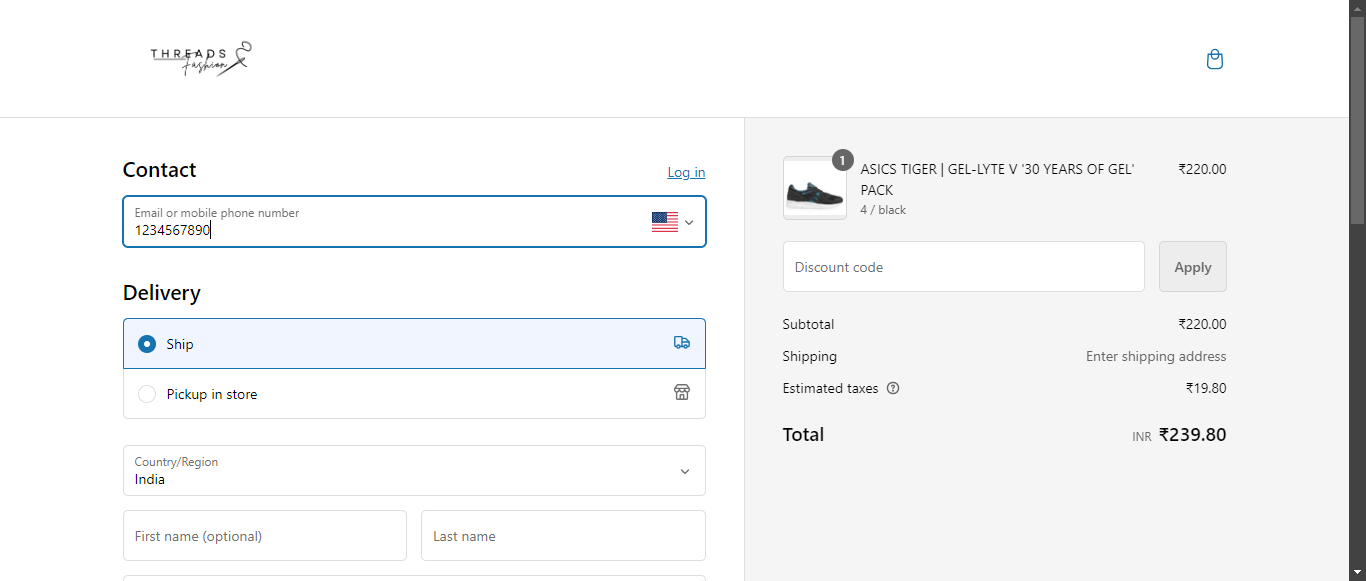 THREADS
Fashion
Contact
Log in
Email or mobile phone number
1234567890
Delivery
Ship
Pickup in store
Country/Region
India
First name (optional)
Last name
1
ASICS TIGER | GEL-LYTE V '30 YEARS OF GEL'
PACK
4 / black
₹220.00
Discount code
Apply
Subtotal
₹220.00
Shipping
Enter shipping address
Estimated taxes
?
₹19.80
Total
INR ₹239.80